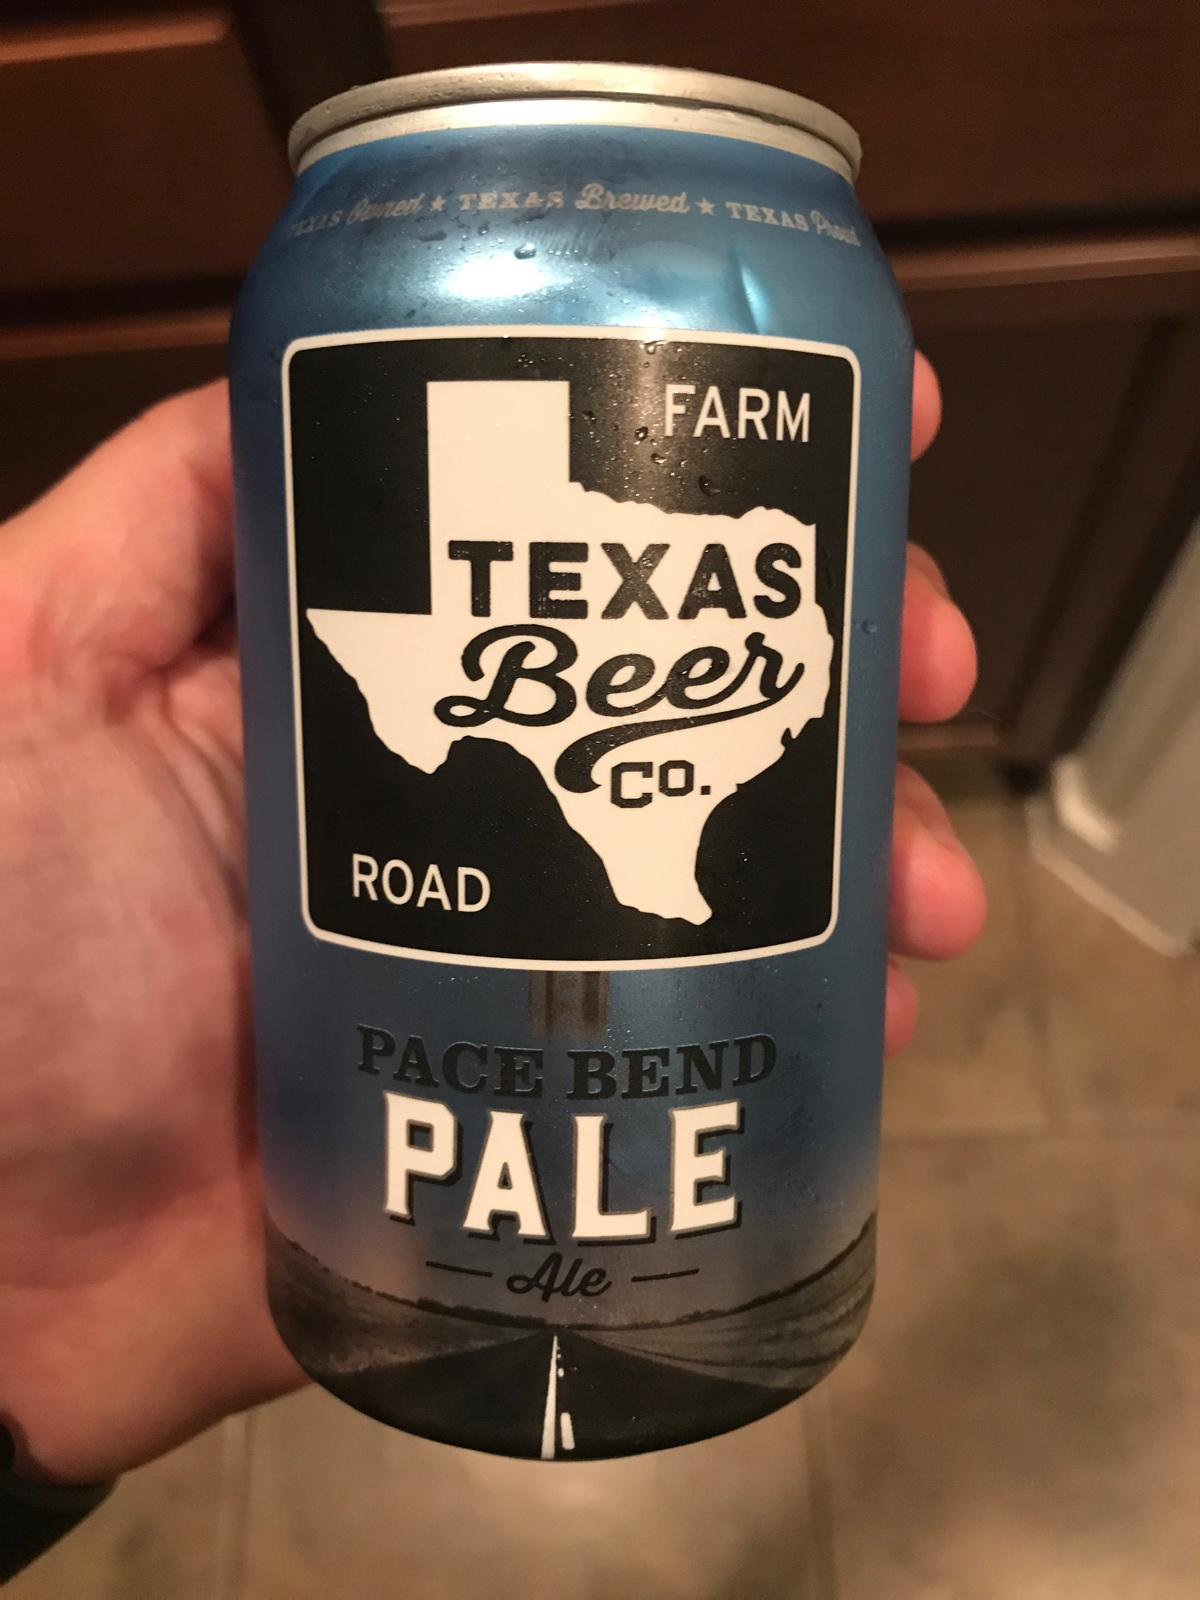 TEXAS Owned ★ TEXAS Brewed ★ TEXAS Proud
FARM
TEXAS
Beer
CO.
ROAD
PACE BEND
PALE
Ale